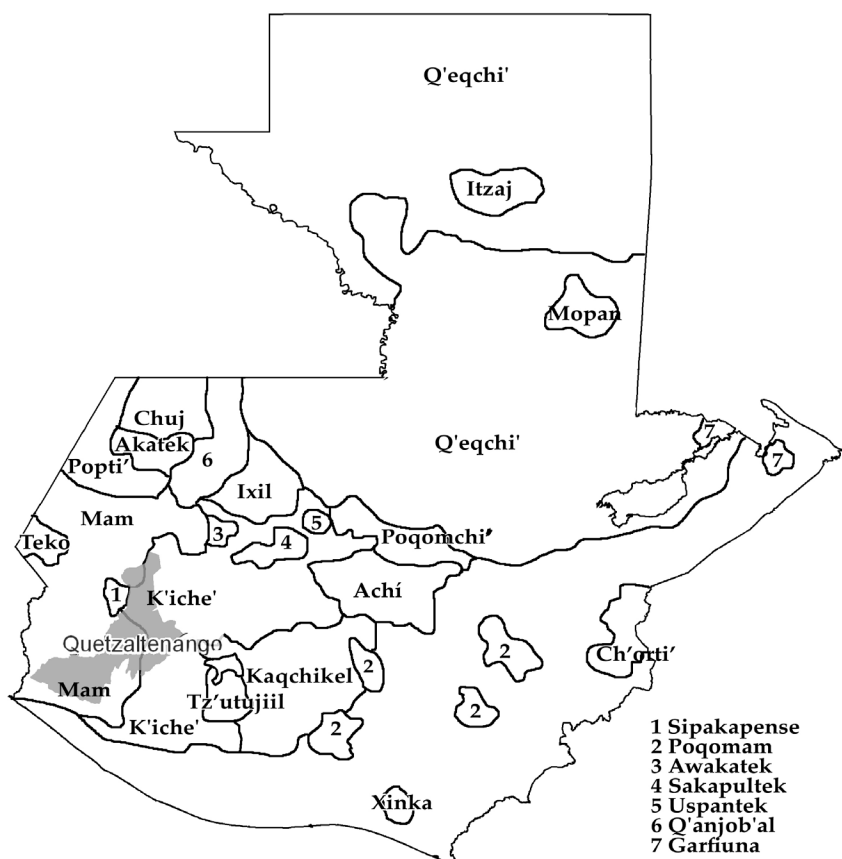 Q'eqchi'
Itzaj
Mopan
Chuj
Akatek
Popti'
6
Q'eqchi'
7
7
Ixil
Mam
Teko
3
5
4
Poqomchi'
1
K'iche'
Achí
Quetzaltenango
Mam
Kaqchikel
2
2
Ch'orti'
Tz'utujiil
K'iche'
2
2
Xinka
1 Sipakapense
2 Poqomam
3 Awakatek
4 Sakapultek
5 Uspantek
6 Q'anjob'al
7 Garfiuna